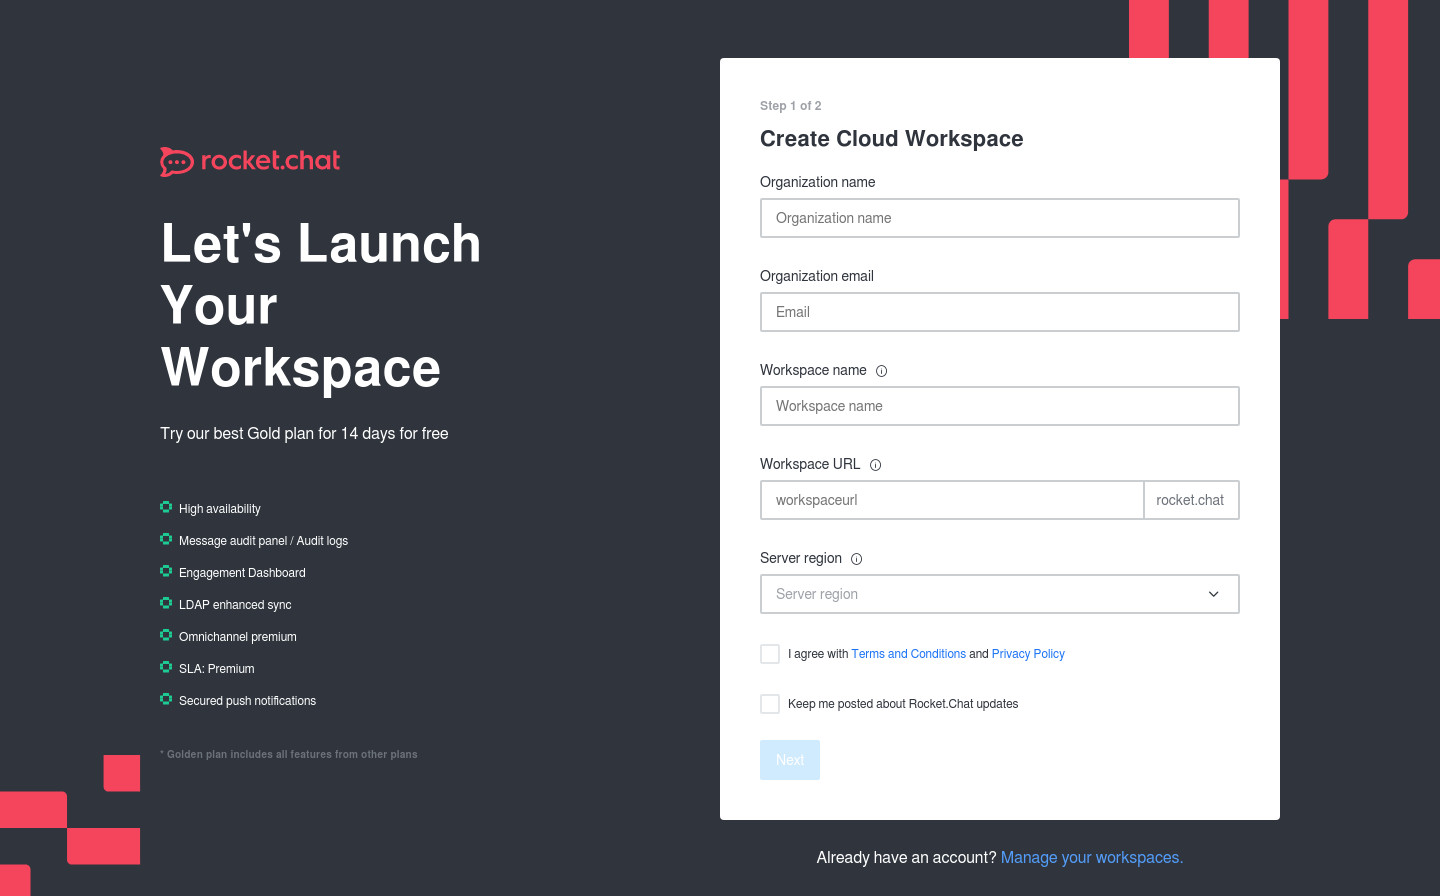 rocket.chat
Let's Launch
Your
Workspace
Try our best Gold plan for 14 days for free
High availability
Message audit panel / Audit logs
Engagement Dashboard
LDAP enhanced sync
Omnichannel premium
SLA: Premium
Secured push notifications
* Golden plan includes all features from other plans
Step 1 of 2
Create Cloud Workspace
Organization name
Organization name
Organization email
Email
Workspace name
Workspace name
Workspace URL
workspaceurl rocket.chat
Server region
Server region
I agree with Terms and Conditions and Privacy Policy
Keep me posted about Rocket.Chat updates
Next
Already have an account? Manage your workspaces.